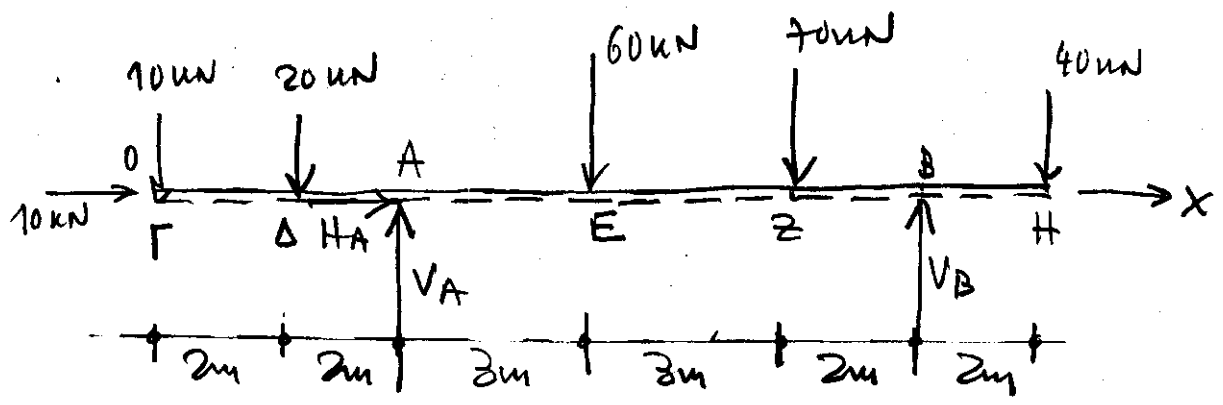 10kN 20kN 60kN 70kN 40kN
0 A B
10kN Γ Δ HA E Z H X
VA VB
2m 2m 3m 3m 2m 2m